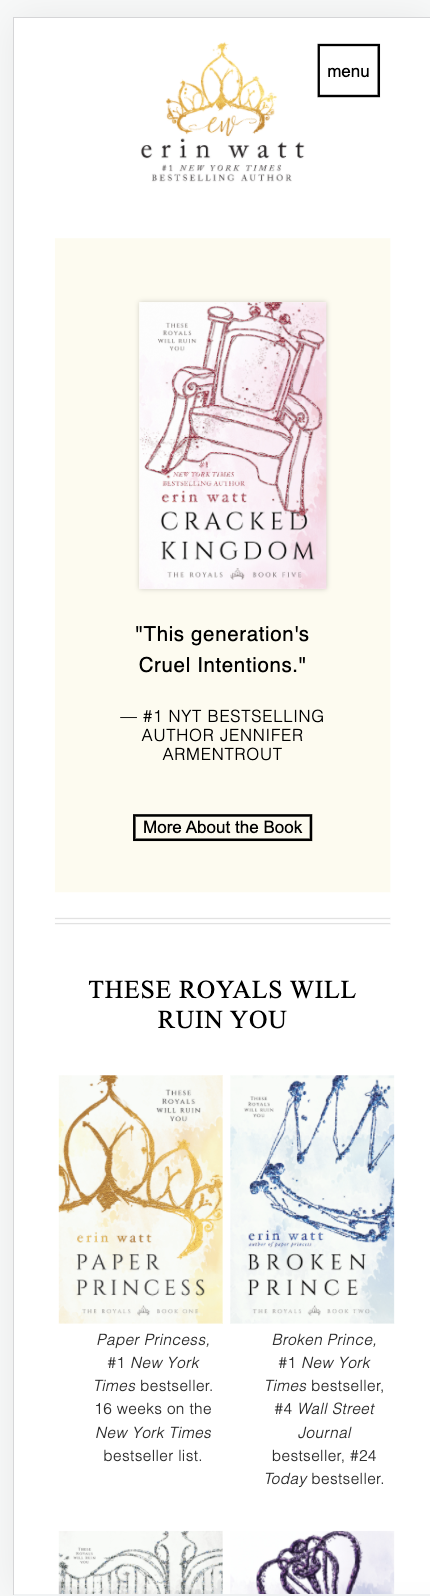 menu
ew
erin watt
#1 NEW YORK TIMES
BESTSELLING AUTHOR
THESE
ROYALS
WILL RUIN
YOU
#1
NEW YORK TIMES
BESTSELLING AUTHOR
erin watt
CRACKED
KINGDOM
THE ROYALS BOOK FIVE
"This generation's
Cruel Intentions."
— #1 NYT BESTSELLING
AUTHOR JENNIFER
ARMENTROUT
More About the Book
THESE ROYALS WILL
RUIN YOU
THESE
ROYALS
WILL RUIN
YOU
erin watt
PAPER
PRINCESS
THE ROYALS BOOK ONE
Paper Princess,
#1 New York
Times bestseller.
16 weeks on the
New York Times
bestseller list.
THESE
ROYALS
WILL RUIN
YOU
erin watt
author of paper princess
BROKEN
PRINCE
THE ROYALS BOOK TWO
Broken Prince,
#1 New York
Times bestseller,
#4 Wall Street
Journal
bestseller, #24
Today bestseller.
THESE
ROYALS
WILL RUIN
YOU